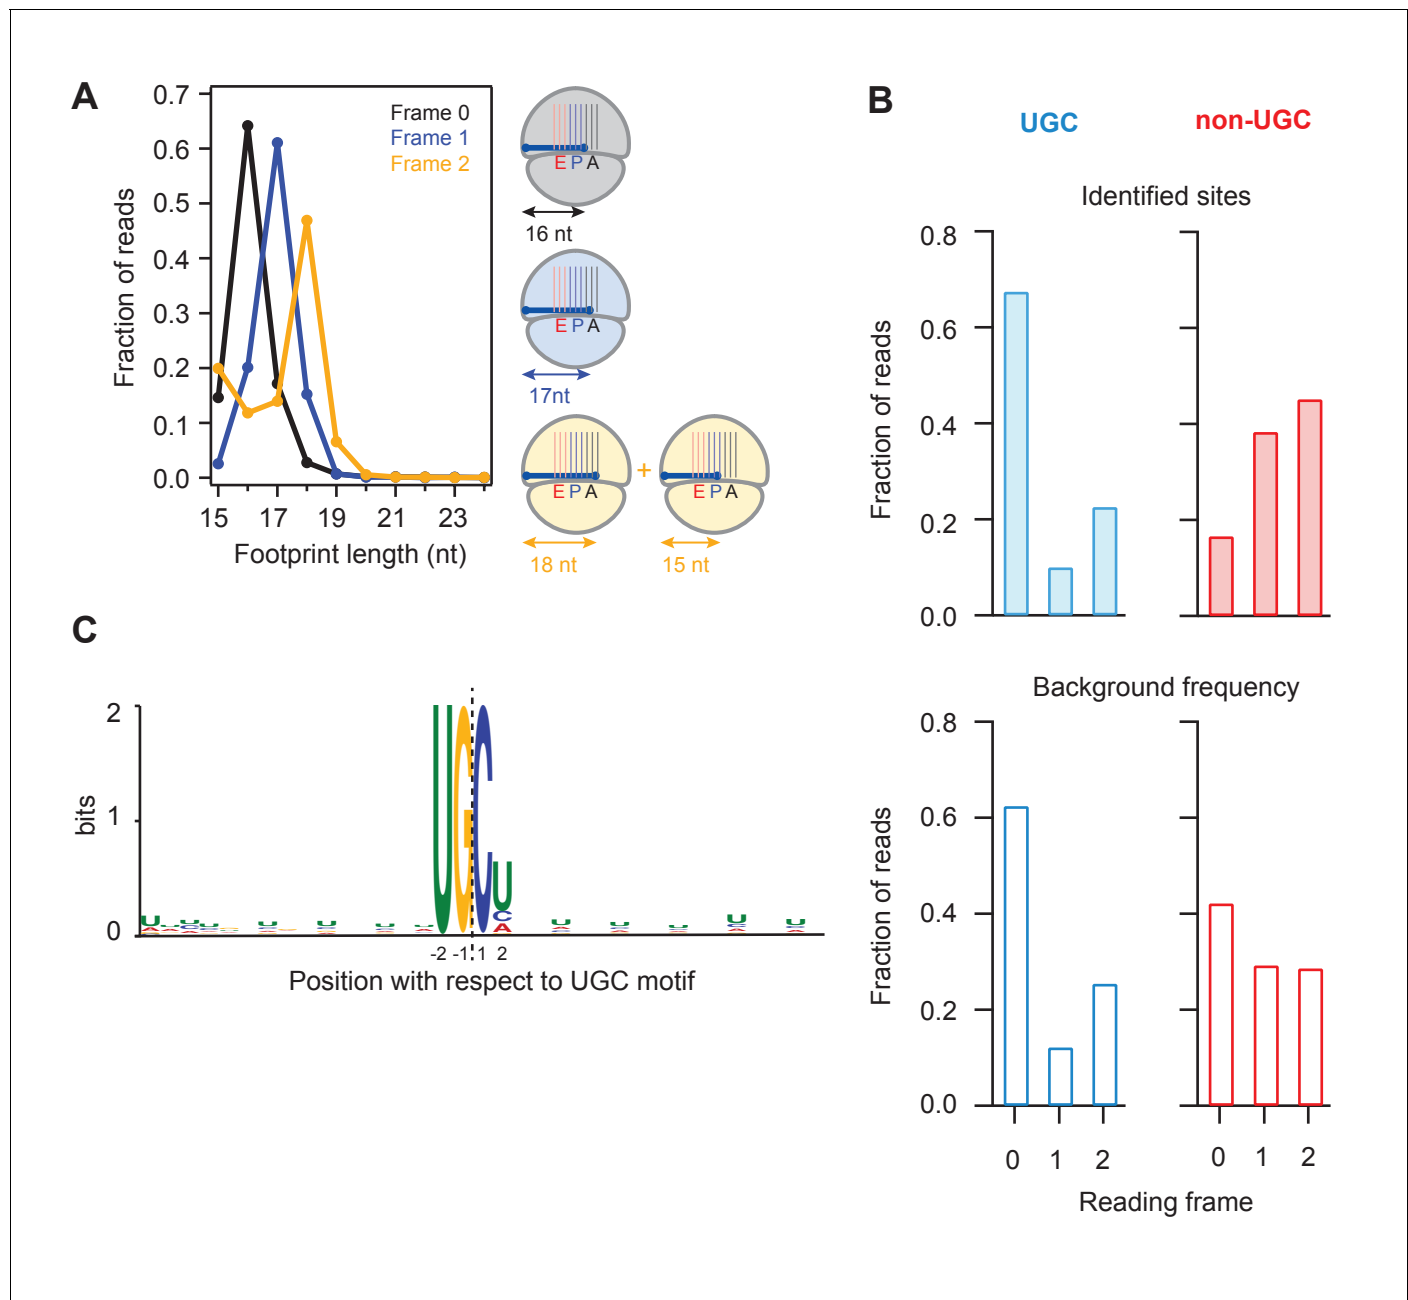 A
0.7
0.6
0.5
0.4
0.3
0.2
0.1
0.0
Fraction of reads
Frame 0
Frame 1
Frame 2
15 17 19 21 23
Footprint length (nt)
E P A
16 nt
E P A
17nt
E P A
+
E P A
18 nt
15 nt
B
UGC
non-UGC
Identified sites
0.8
0.6
0.4
0.2
0.0
Fraction of reads
Background frequency
0.8
0.6
0.4
0.2
0.0
Fraction of reads
0 1 2
0 1 2
Reading frame
C
2
1
0
bits
UGC
U
C
A
-2 -1 1 2
Position with respect to UGC motif